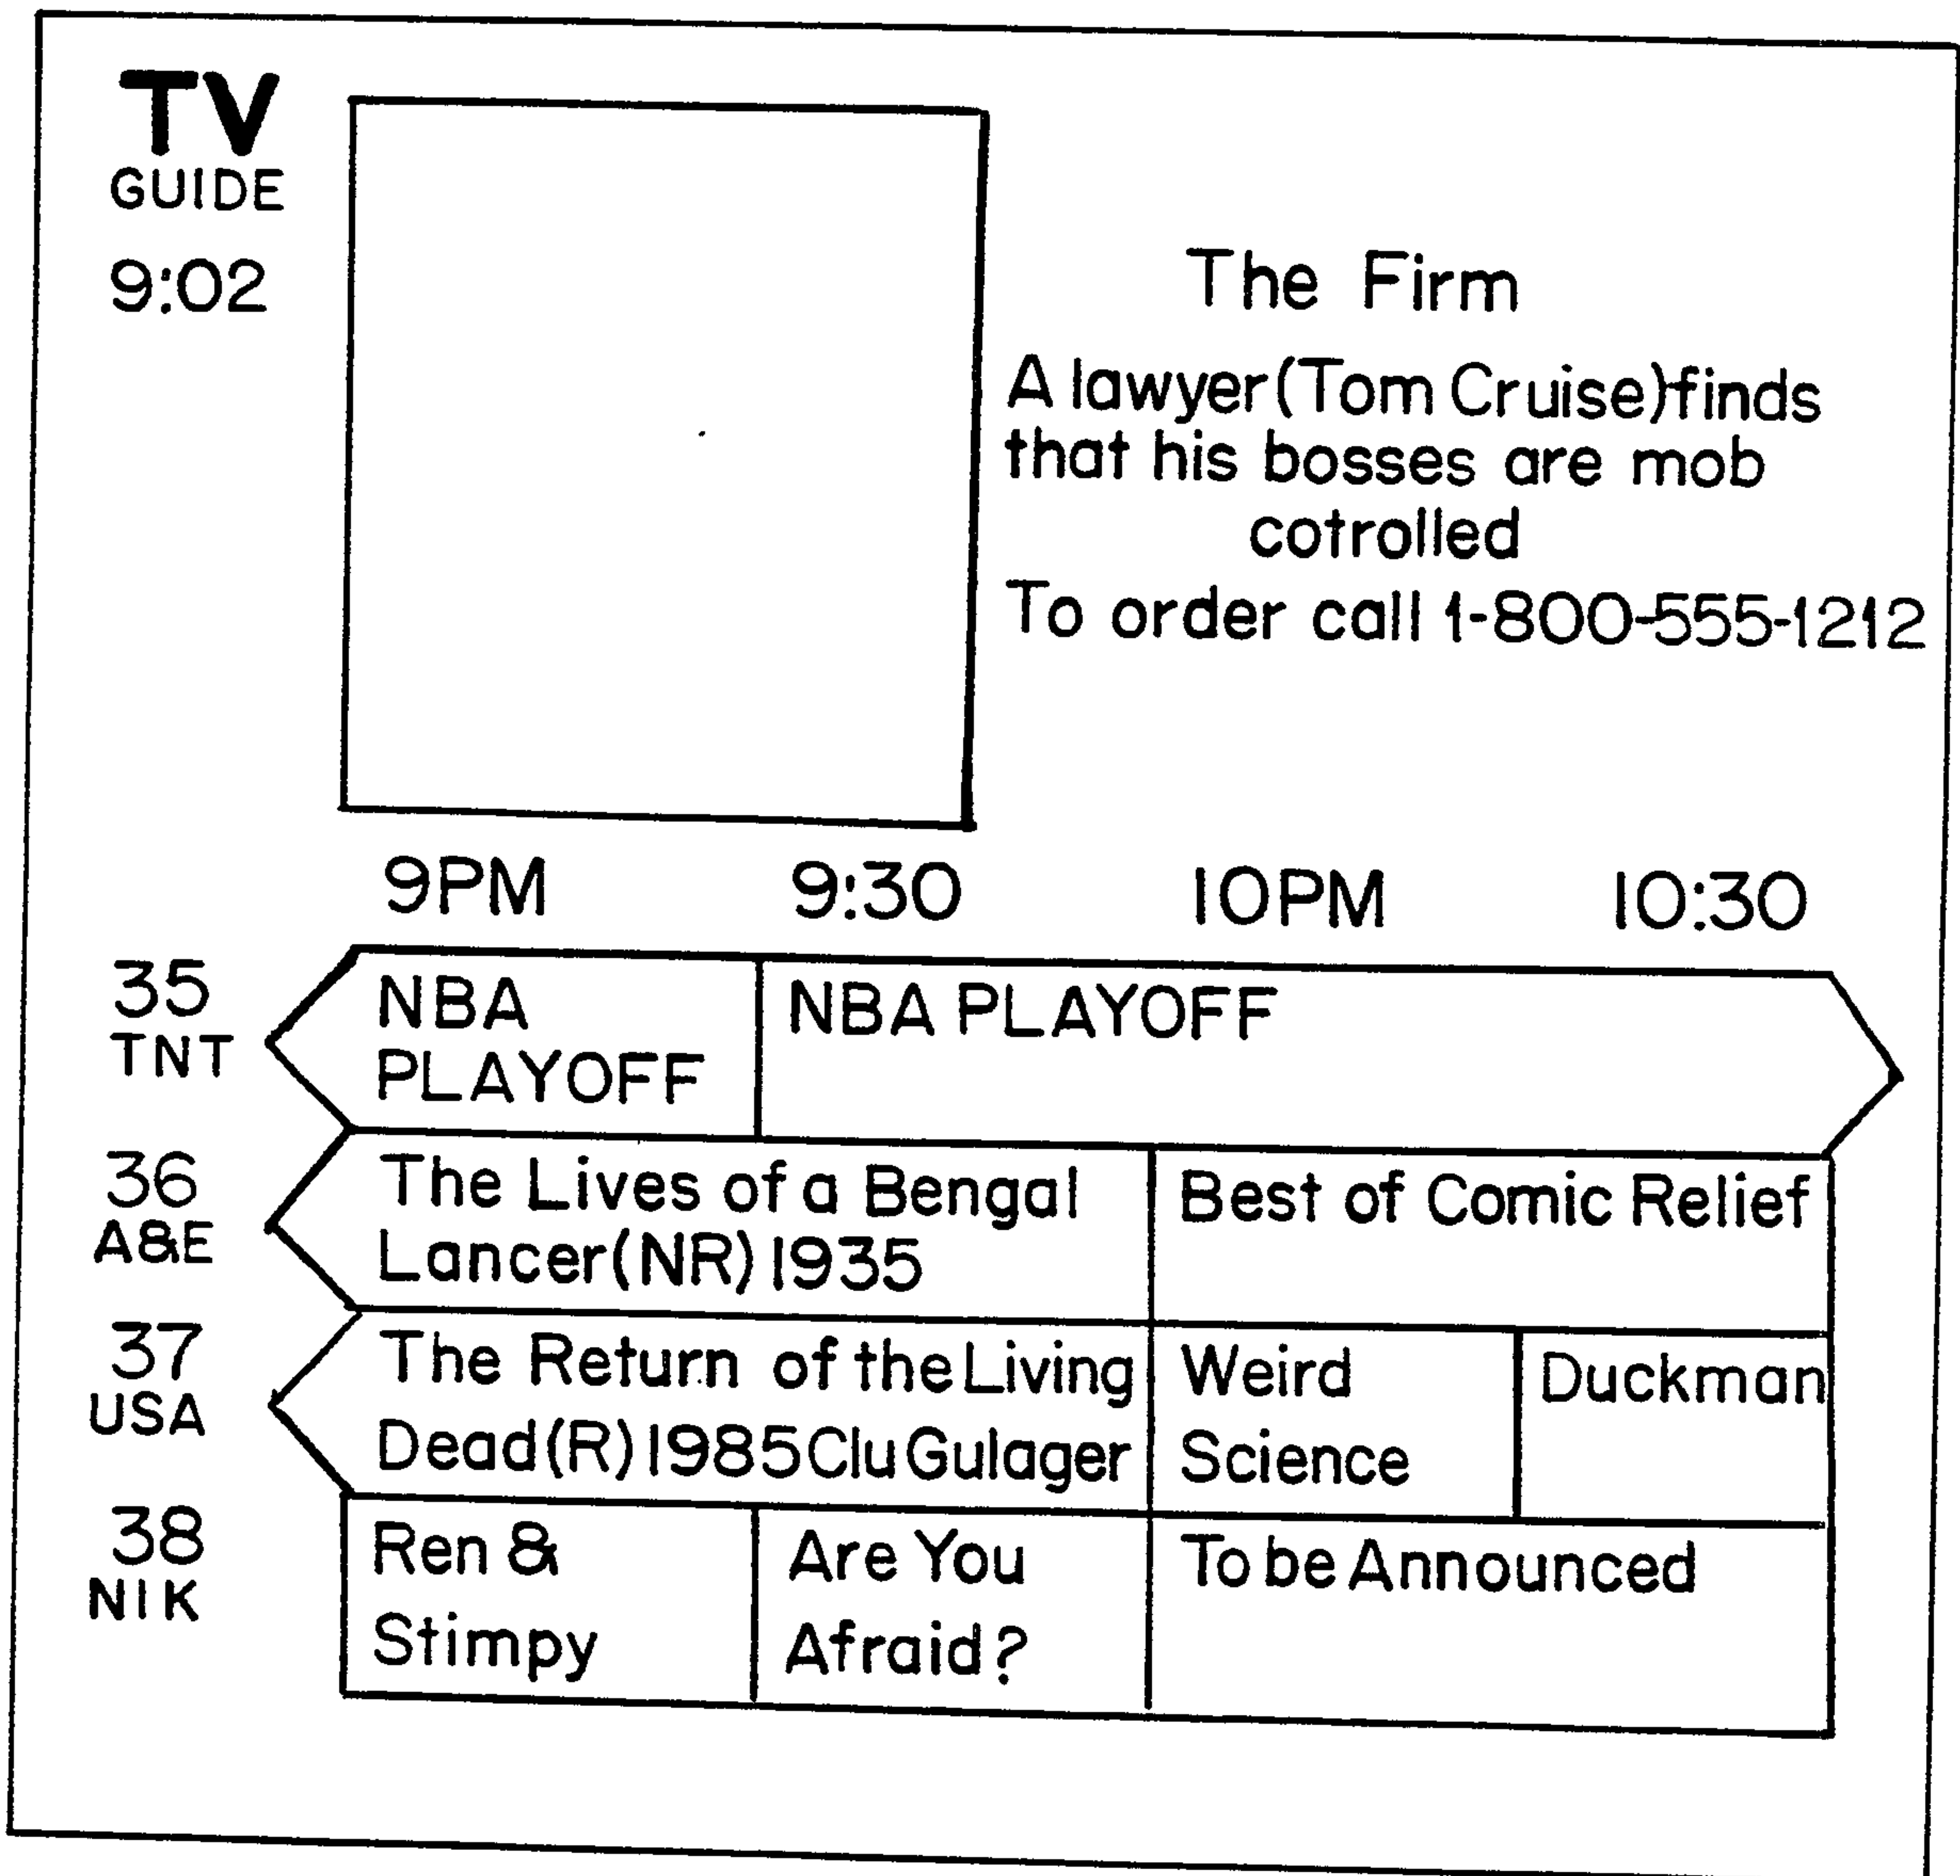 TV
GUIDE
9:02
The Firm
A lawyer(Tom Cruise)finds
that his bosses are mob
cotrolled
To order call 1-800-555-1212
9PM 9:30 10PM 10:30
35
TNT
NBA
PLAYOFF
NBA PLAYOFF
36
A&E
The Lives of a Bengal
Lancer(NR)1935
Best of Comic Relief
37
USA
The Return of the Living
Dead(R)1985 Clu Gulager
Weird
Science
Duckman
38
NIK
Ren &
Stimpy
Are You
Afraid?
To be Announced